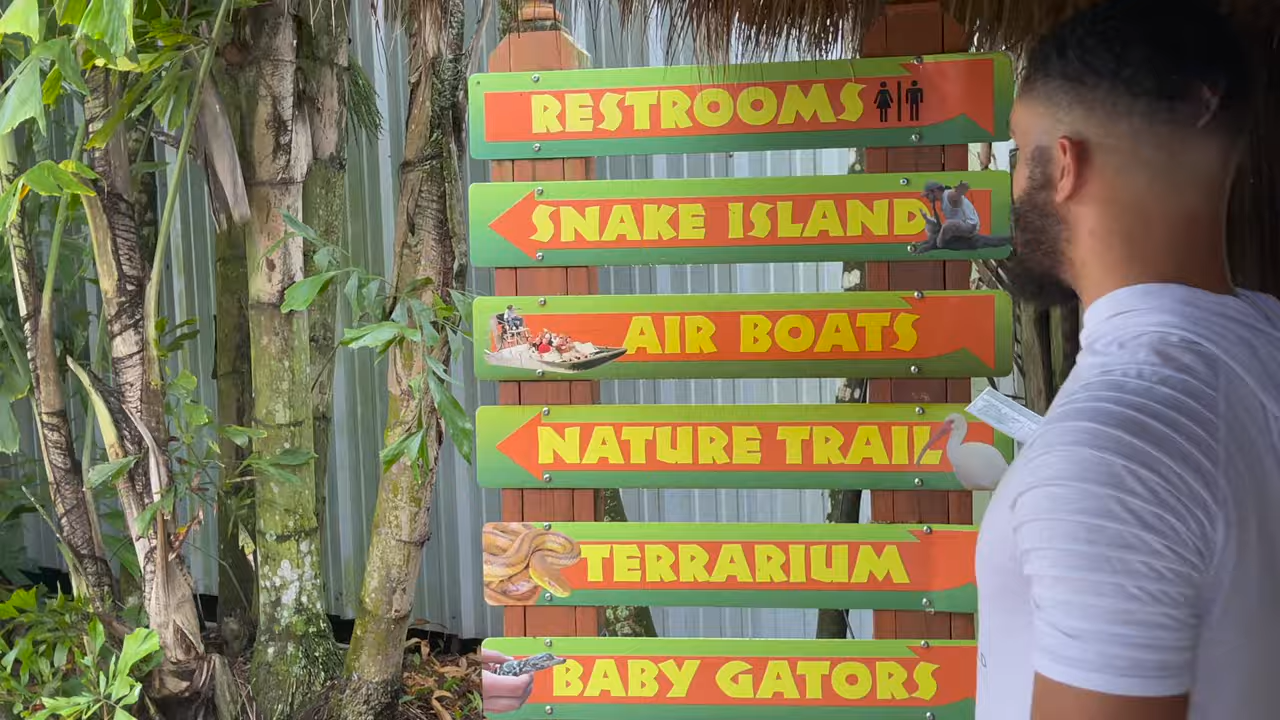 RESTROOMS
SNAKE ISLAND
AIR BOATS
NATURE TRAIL
TERRARIUM
BABY GATORS